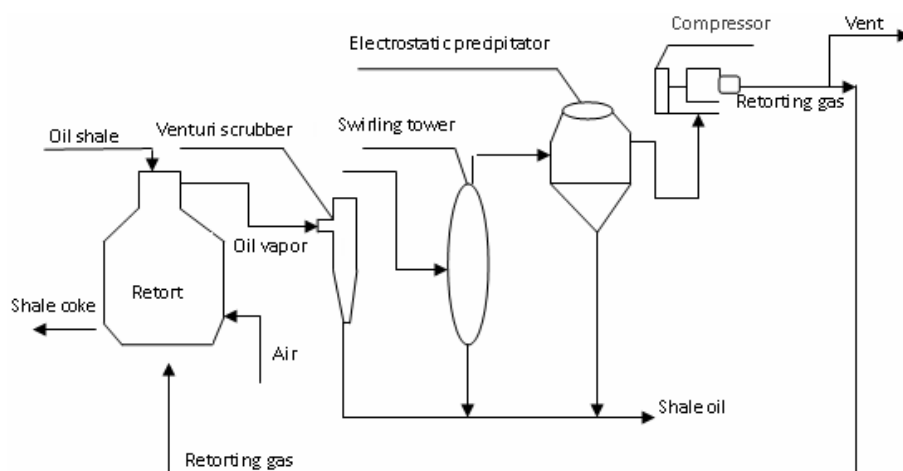 Compressor
Vent
Electrostatic precipitator
Retorting gas
Oil shale
Venturi scrubber
Swirling tower
Oil vapor
Retort
Shale coke
Air
Shale oil
Retorting gas